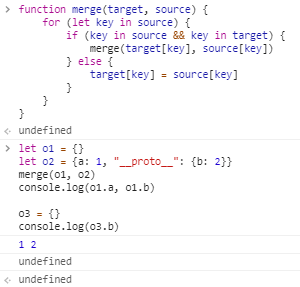 > function merge(target, source) {
    for (let key in source) {
        if (key in source && key in target) {
            merge(target[key], source[key])
        } else {
            target[key] = source[key]
        }
    }
}
undefined
> let o1 = {}
let o2 = {a: 1, "__proto__": {b: 2}}
merge(o1, o2)
console.log(o1.a, o1.b)

o3 = {}
console.log(o3.b)
1 2
undefined
undefined